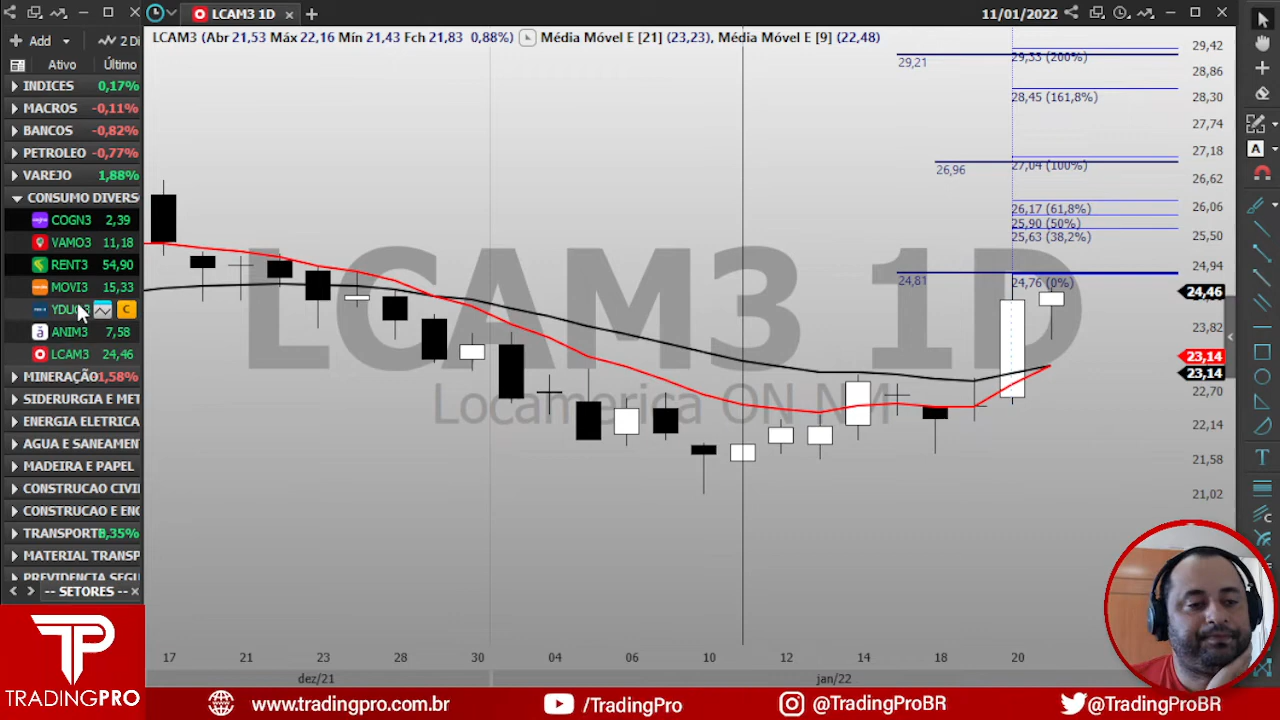 LCAM3 1D
11/01/2022
Add
2 Di
LCAM3 (Abr 21,53 Máx 22,16 Mín 21,43 Fch 21,83 0,88%) Média Móvel E [21] (23,23), Média Móvel E [9] (22,48)
Ativo Último
INDICES 0,17%
MACROS -0,11%
BANCOS -0,82%
PETROLEO -0,77%
VAREJO 1,88%
CONSUMO DIVERS
COGN3 2,39
VAMO3 11,18
RENT3 54,90
MOVI3 15,33
C
ANIM3 7,58
LCAM3 24,46
MINERAÇÃO 1,58%
SIDERURGIA E MET
ENERGIA ELETRICA
AGUA E SANEAMEN
MADEIRA E PAPEL
CONSTRUCAO CIVI
CONSTRUCAO E ENG
TRANSPORTE 0,35%
MATERIAL TRANSP
PREVIDENCIA SEGU
-- SETORES --
LCAM3 1D
Locamerica ON NM
29,21
29,33 (200%)
28,45 (161,8%)
26,96
27,04 (100%)
26,17 (61,8%)
25,90 (50%)
25,63 (38,2%)
24,81
24,76 (0%)
29,42
28,86
28,30
27,74
27,18
26,62
26,06
25,50
24,94
24,46
23,82
23,14
23,14
22,70
22,14
21,58
21,02
A
T
C
17 21 23 28 30 04 06 10 12 14 18 20
dez/21 jan/22
TP
TRADINGPRO
www.tradingpro.com.br
/TradingPro
@TradingProBR
@TradingProBR